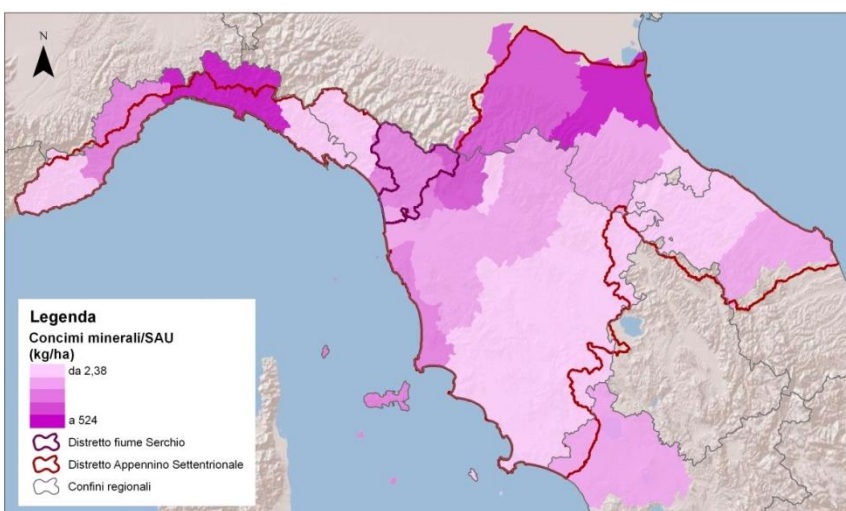 N
Legenda
Concimi minerali/SAU
(kg/ha)
da 2,38
a 524
Distretto fiume Serchio
Distretto Appennino Settentrionale
Confini regionali